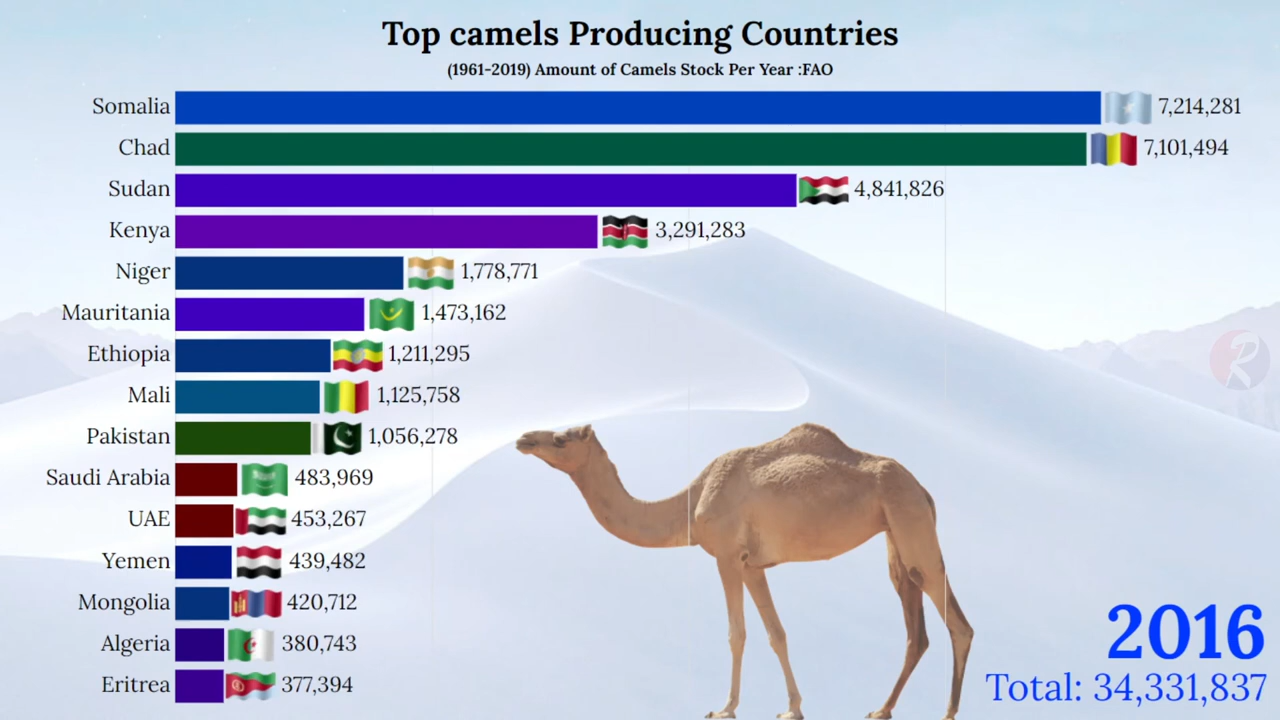 Top camels Producing Countries
(1961-2019) Amount of Camels Stock Per Year :FAO
Somalia 7,214,281
Chad 7,101,494
Sudan 4,841,826
Kenya 3,291,283
Niger 1,778,771
Mauritania 1,473,162
Ethiopia 1,211,295
Mali 1,125,758
Pakistan 1,056,278
Saudi Arabia 483,969
UAE 453,267
Yemen 439,482
Mongolia 420,712
Algeria 380,743
Eritrea 377,394
R
2016
Total: 34,331,837